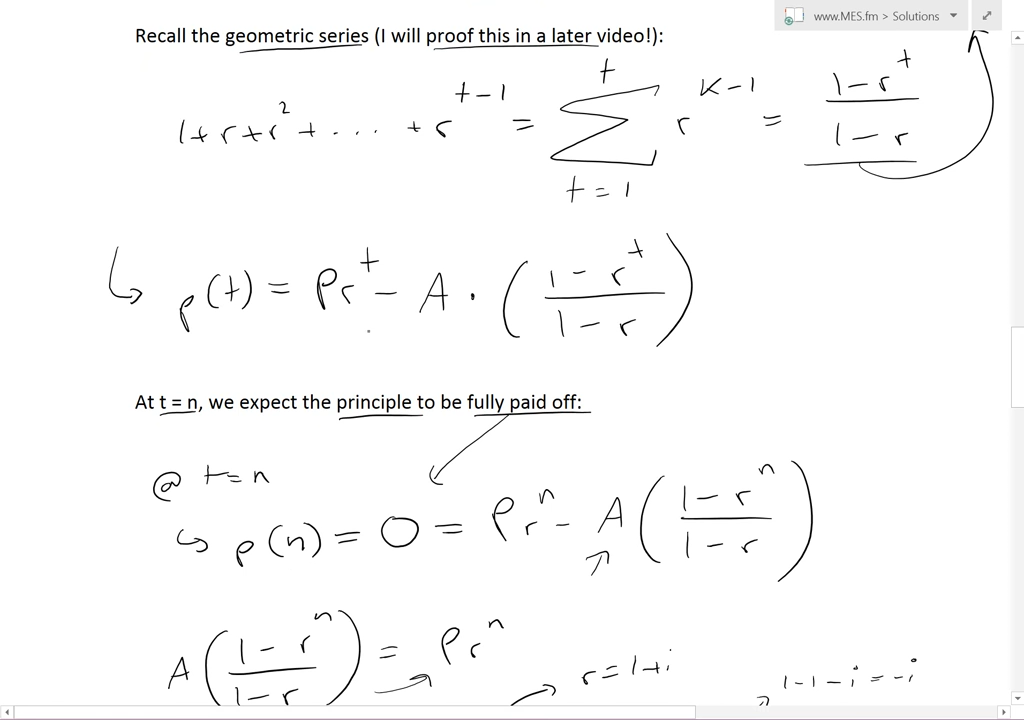 www.MES.fm > Solutions
Recall the geometric series (I will proof this in a later video!):
1 + r + r² + . . . . + r^(t-1) = Σ_(t=1)^t r^(k-1) = (1-r^t)/(1-r)
↳ p(t) = Pr^t - A · ((1-r^t)/(1-r))
At t = n, we expect the principle to be fully paid off:
@ t=n
↳ p(n) = 0 = Pr^n - A((1-r^n)/(1-r))
A((1-r^n)/(1-r)) = Pr^n
r=1+i
1-1-i=-i